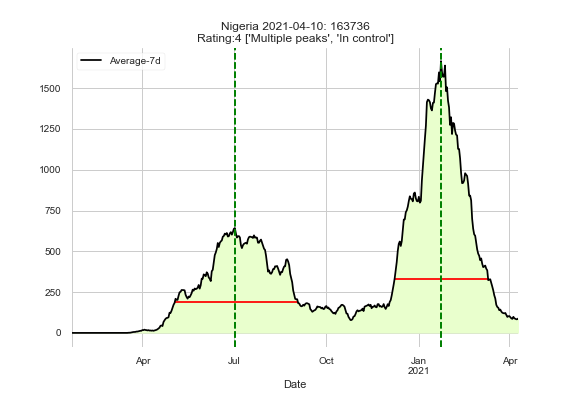 Nigeria 2021-04-10: 163736
Rating:4 ['Multiple peaks', 'In control']
Average-7d
1500
1250
1000
750
500
250
0
Apr
Jul
Oct
Jan
2021
Apr
Date